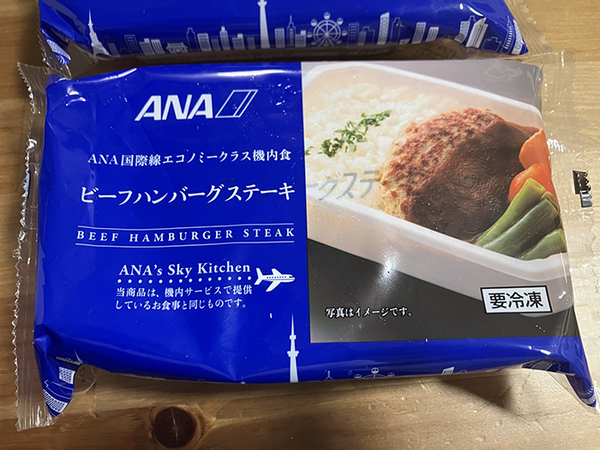 ANA
ANA国際線エコノミークラス機内食
ビーフハンバーグステーキ
BEEF HAMBURGER STEAK
ANA's Sky Kitchen
当商品は、機内サービスで提供
しているお食事と同じものです。
写真はイメージです。
要冷凍